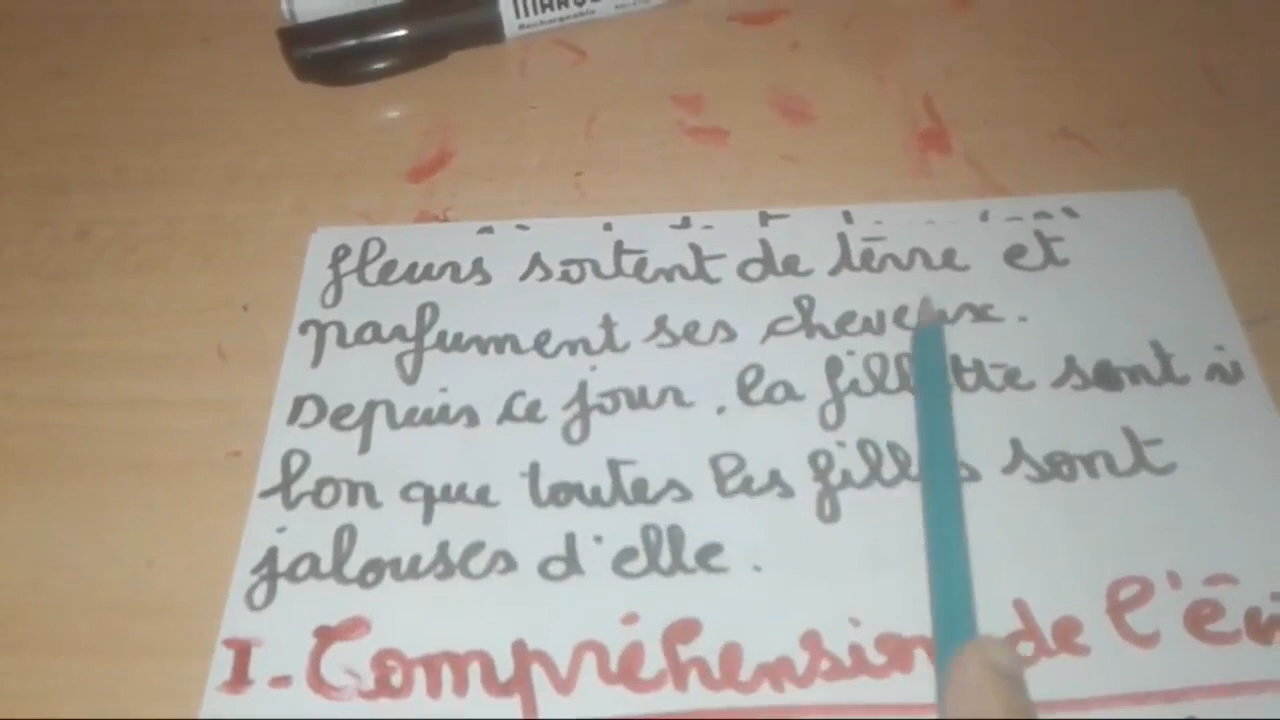 Rechargeable
fleurs sortent de terre et
parfument ses cheveux.
Depuis ce jour, la fillette sent si
bon que toutes les filles sont
jalouses d'elle.
I- Compréhension de l'